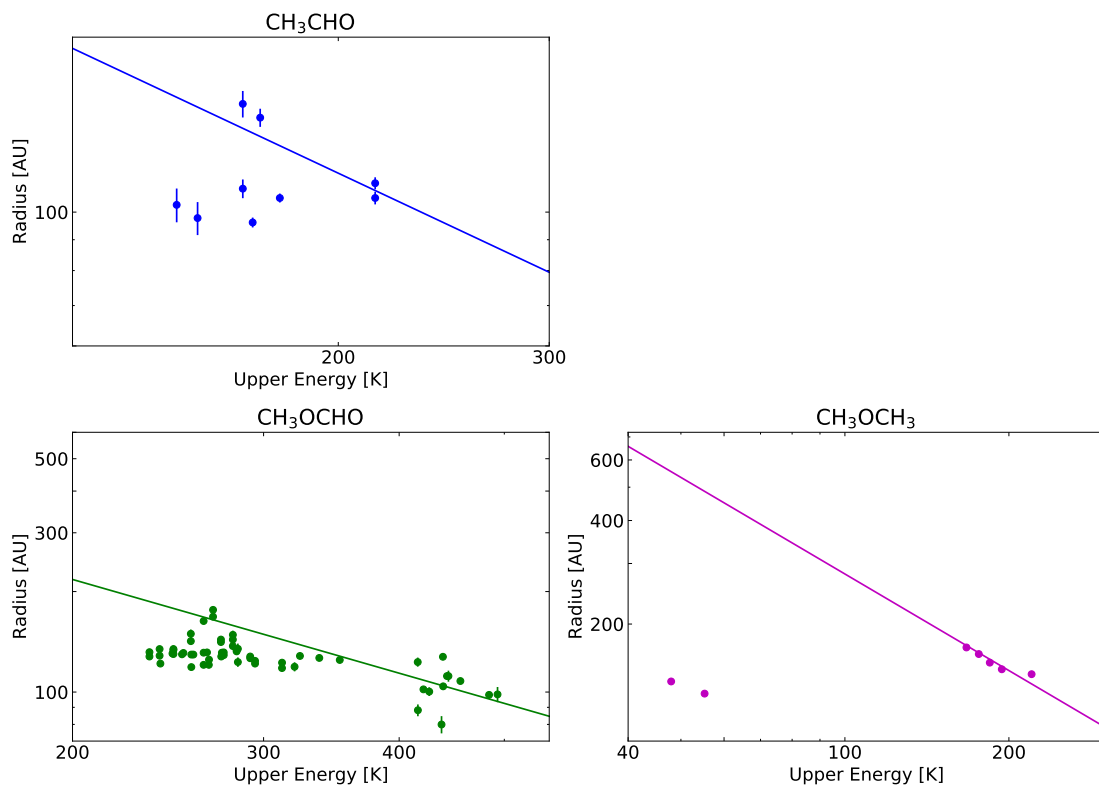 CH₃CHO
Radius [AU]
100
200
300
Upper Energy [K]
CH₃OCHO
Radius [AU]
500
300
100
200
300
400
Upper Energy [K]
CH₃OCH₃
Radius [AU]
600
400
200
40
100
200
Upper Energy [K]